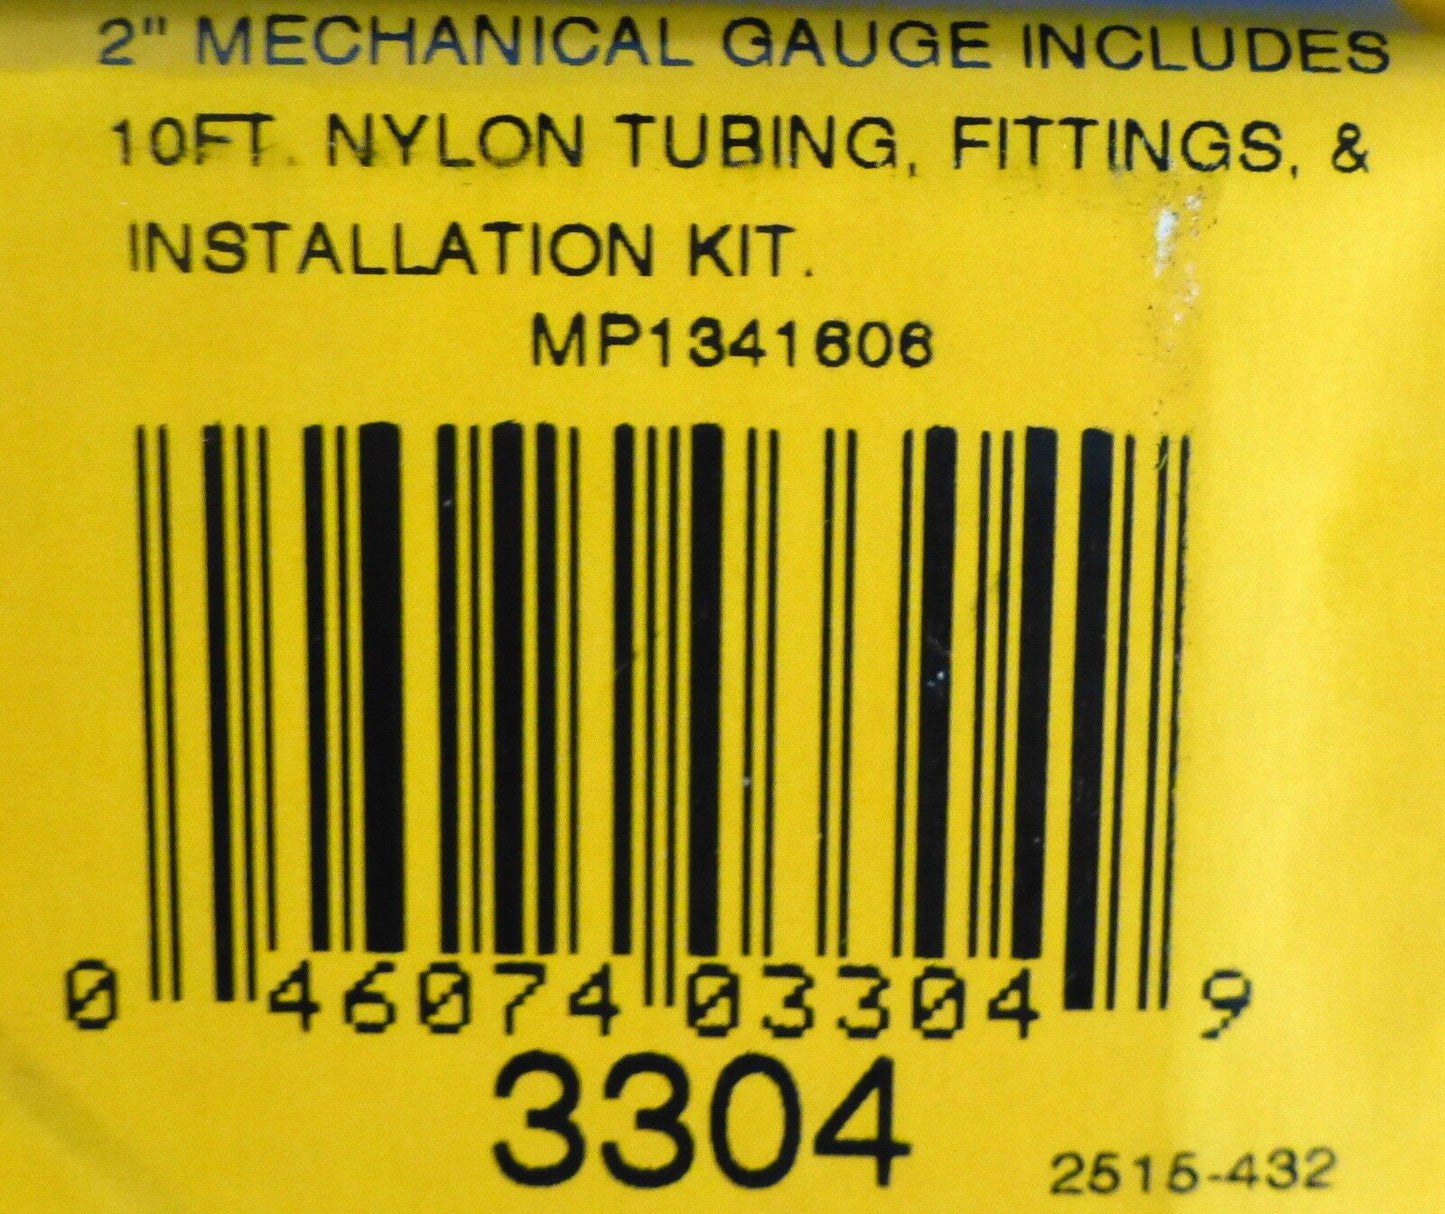 2" MECHANICAL GAUGE INCLUDES
10FT. NYLON TUBING, FITTINGS, &
INSTALLATION KIT.
MP1341606
0 46074 03304 9
3304
2515-432